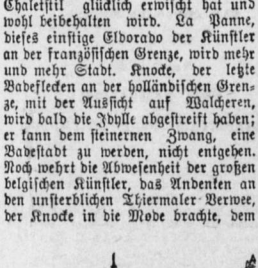 Chaletstil glücklich erwischt hat und
wohl beibehalten wird. La Panne,
dieses einstige Eldorado der Künstler
an der französischen Grenze, wird mehr
und mehr Stadt. Knocke, der letzte
Badeflecken an der holländischen Gren-
ze, mit der Aussicht auf Walcheren,
wird bald die Idylle abgestreift haben;
er kann dem steinernen Zwang, eine
Badestadt zu werden, nicht entgehen.
Noch wehrt die Abwesenheit der großen
belgischen Künstler, das Andenken an
den unsterblichen Thiermaler Verwee,
der Knocke in die Mode brachte, dem